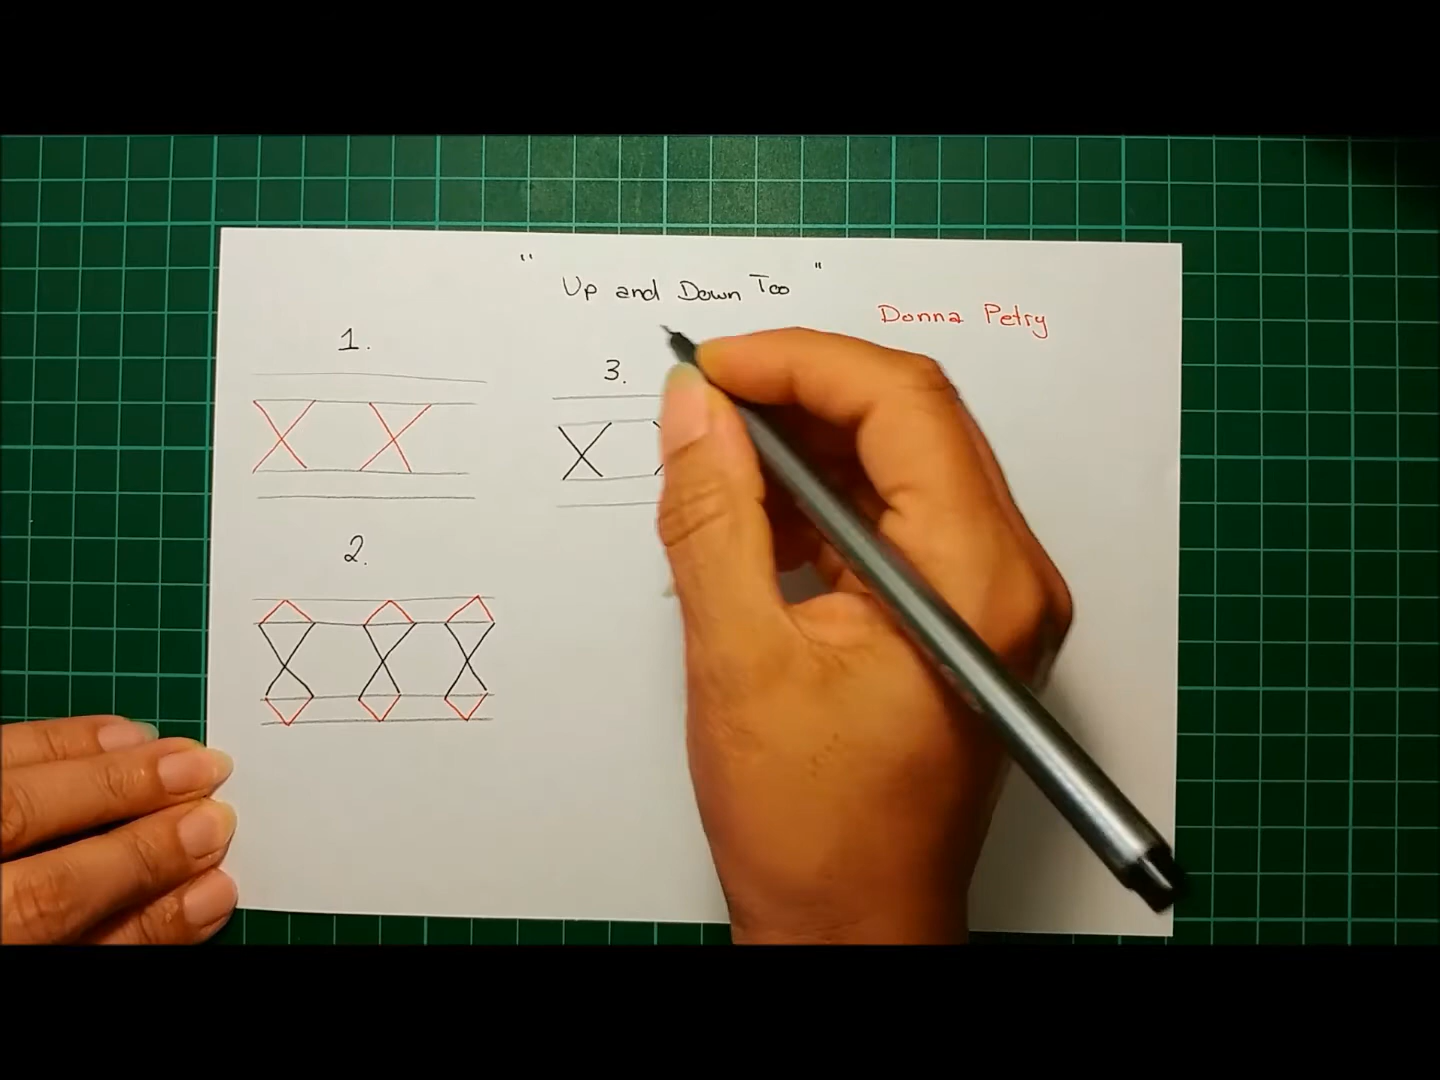 " Up and Down Too "
Donna Petry
1.
3.
2.